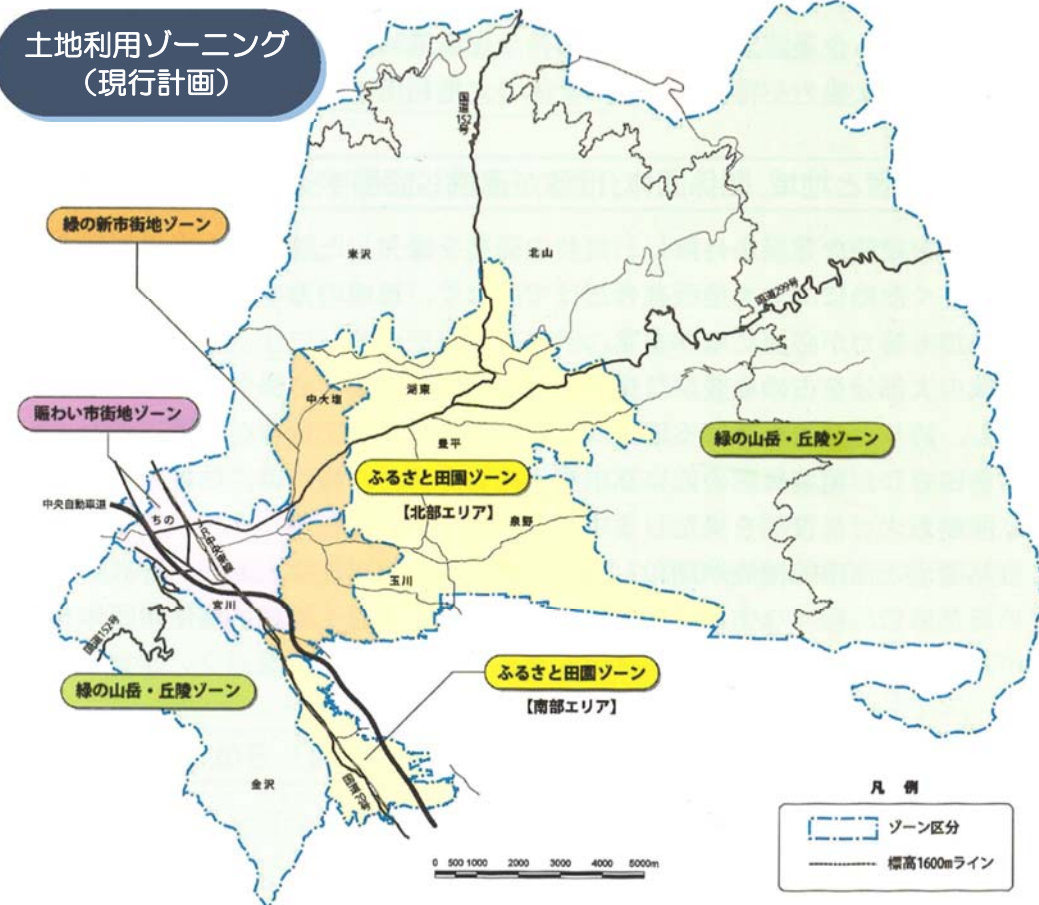 土地利用ゾーニング
(現行計画)
国道152号
緑の新市街地ゾーン
米沢
北山
国道299号
賑わい市街地ゾーン
中大塩
湖東
豊平
緑の山岳・丘陵ゾーン
ふるさと田園ゾーン
【北部エリア】
中央自動車道
ちの
JR中央東線
泉野
玉川
宮川
国道152号
緑の山岳・丘陵ゾーン
ふるさと田園ゾーン
【南部エリア】
金沢
国道20号
凡 例
ゾーン区分
標高1600mライン
0 500 1000 2000 3000 4000 5000m